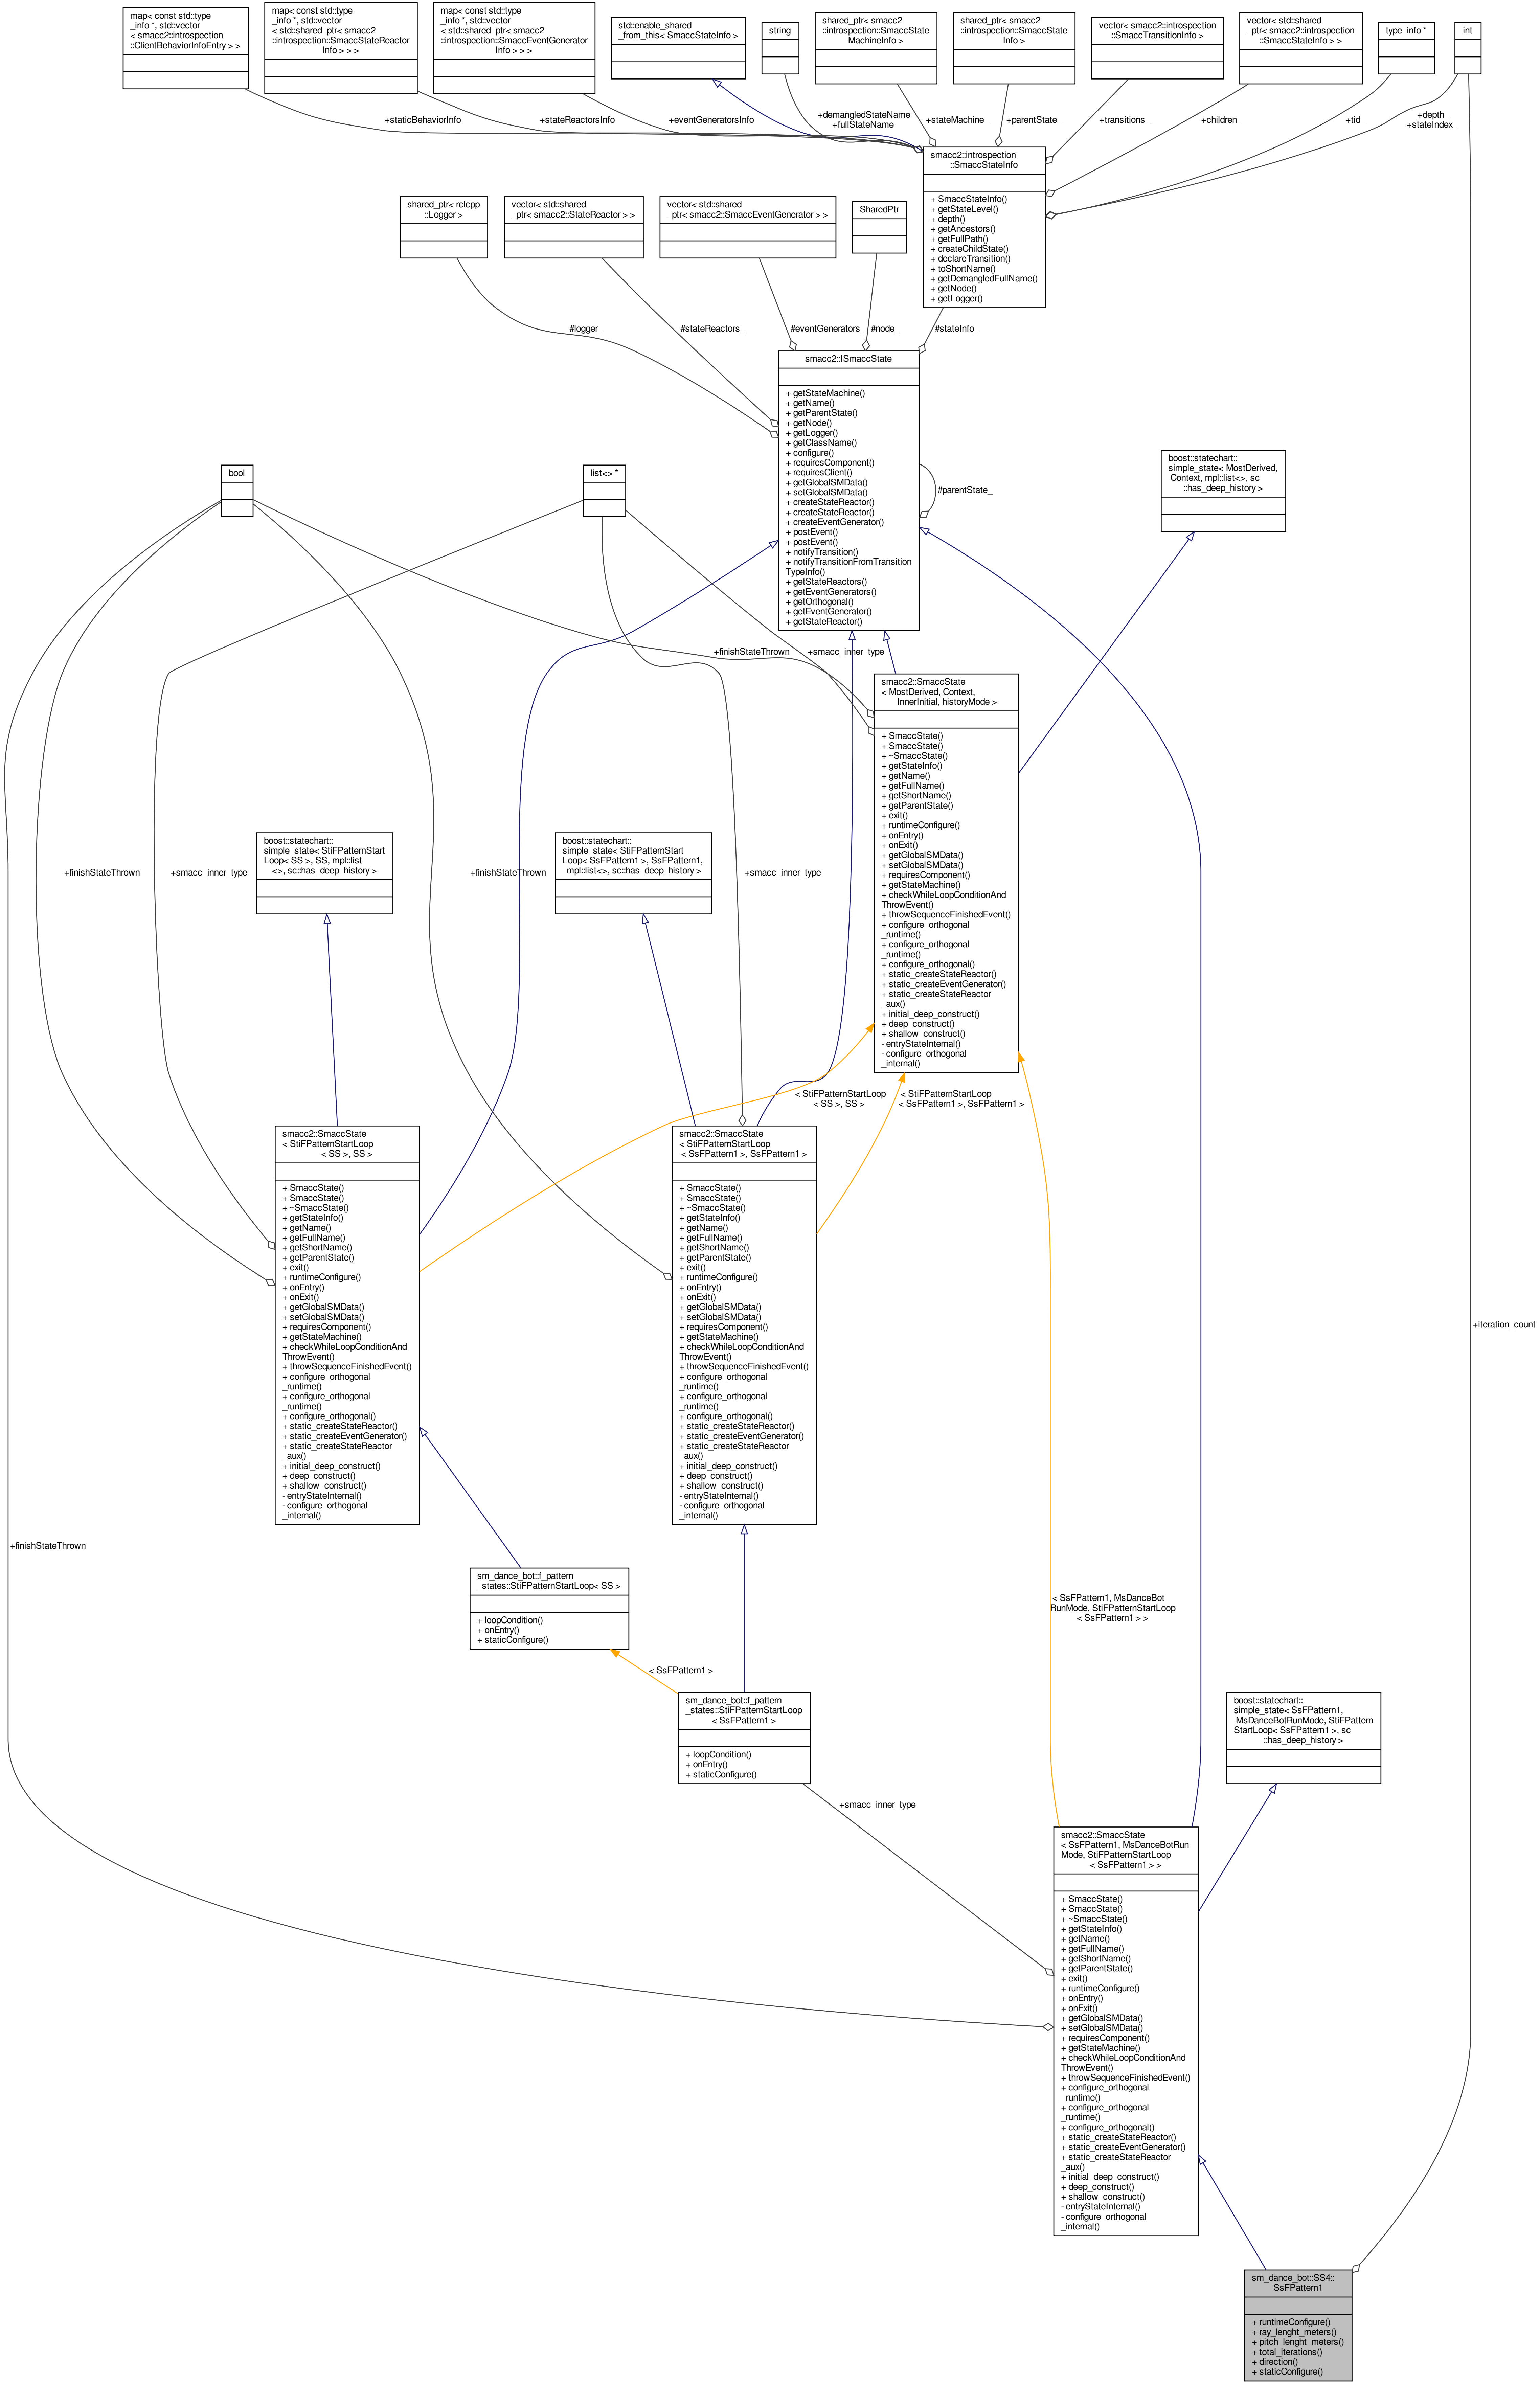 map< const std::type
_info *, std::vector
< smacc2::introspection
::ClientBehaviorInfoEntry > >
map< const std::type
_info *, std::vector
< std::shared_ptr< smacc2
::introspection::SmaccStateReactor
Info > > >
map< const std::type
_info *, std::vector
< std::shared_ptr< smacc2
::introspection::SmaccEventGenerator
Info > > >
std::enable_shared
_from_this< SmaccStateInfo >
string
shared_ptr< smacc2
::introspection::SmaccState
MachineInfo >
shared_ptr< smacc2
::introspection::SmaccState
Info >
vector< smacc2::introspection
::SmaccTransitionInfo >
vector< std::shared
_ptr< smacc2::introspection
::SmaccStateInfo > >
type_info *
int
+staticBehaviorInfo
+stateReactorsInfo
+eventGeneratorsInfo
+demangledStateName
+fullStateName
+stateMachine_
+parentState_
+transitions_
+children_
+tid_
+depth_
+stateIndex_
smacc2::introspection
::SmaccStateInfo
+ SmaccStateInfo()
+ getStateLevel()
+ depth()
+ getAncestors()
+ getFullPath()
+ createChildState()
+ declareTransition()
+ toShortName()
+ getDemangledFullName()
+ getNode()
+ getLogger()
shared_ptr< rclcpp
::Logger >
vector< std::shared
_ptr< smacc2::StateReactor > >
vector< std::shared
_ptr< smacc2::SmaccEventGenerator > >
SharedPtr
#logger_
#stateReactors_
#eventGenerators_
#node_
#stateInfo_
smacc2::ISmaccState
+ getStateMachine()
+ getName()
+ getParentState()
+ getNode()
+ getLogger()
+ getClassName()
+ configure()
+ requiresComponent()
+ requiresClient()
+ getGlobalSMData()
+ setGlobalSMData()
+ createStateReactor()
+ createStateReactor()
+ createEventGenerator()
+ postEvent()
+ postEvent()
+ notifyTransition()
+ notifyTransitionFromTransition
TypeInfo()
+ getStateReactors()
+ getEventGenerators()
+ getOrthogonal()
+ getEventGenerator()
+ getStateReactor()
#parentState_
bool
list<> *
boost::statechart::
simple_state< MostDerived,
Context, mpl::list<>, sc
::has_deep_history >
+finishStateThrown
+smacc_inner_type
smacc2::SmaccState
< MostDerived, Context,
InnerInitial, historyMode >
+ SmaccState()
+ SmaccState()
+ ~SmaccState()
+ getStateInfo()
+ getName()
+ getFullName()
+ getShortName()
+ getParentState()
+ exit()
+ runtimeConfigure()
+ onEntry()
+ onExit()
+ getGlobalSMData()
+ setGlobalSMData()
+ requiresComponent()
+ getStateMachine()
+ checkWhileLoopConditionAnd
ThrowEvent()
+ throwSequenceFinishedEvent()
+ configure_orthogonal
_runtime()
+ configure_orthogonal
_runtime()
+ configure_orthogonal()
+ static_createStateReactor()
+ static_createEventGenerator()
+ static_createStateReactor
_aux()
+ initial_deep_construct()
+ deep_construct()
+ shallow_construct()
- entryStateInternal()
- configure_orthogonal
_internal()
boost::statechart::
simple_state< StiFPatternStart
Loop< SS >, SS, mpl::list
<>, sc::has_deep_history >
boost::statechart::
simple_state< StiFPatternStart
Loop< SsFPattern1 >, SsFPattern1,
mpl::list<>, sc::has_deep_history >
+finishStateThrown
+smacc_inner_type
+finishStateThrown
+smacc_inner_type
< StiFPatternStartLoop
< SS >, SS >
< StiFPatternStartLoop
< SsFPattern1 >, SsFPattern1 >
smacc2::SmaccState
< StiFPatternStartLoop
< SS >, SS >
+ SmaccState()
+ SmaccState()
+ ~SmaccState()
+ getStateInfo()
+ getName()
+ getFullName()
+ getShortName()
+ getParentState()
+ exit()
+ runtimeConfigure()
+ onEntry()
+ onExit()
+ getGlobalSMData()
+ setGlobalSMData()
+ requiresComponent()
+ getStateMachine()
+ checkWhileLoopConditionAnd
ThrowEvent()
+ throwSequenceFinishedEvent()
+ configure_orthogonal
_runtime()
+ configure_orthogonal
_runtime()
+ configure_orthogonal()
+ static_createStateReactor()
+ static_createEventGenerator()
+ static_createStateReactor
_aux()
+ initial_deep_construct()
+ deep_construct()
+ shallow_construct()
- entryStateInternal()
- configure_orthogonal
_internal()
smacc2::SmaccState
< StiFPatternStartLoop
< SsFPattern1 >, SsFPattern1 >
+ SmaccState()
+ SmaccState()
+ ~SmaccState()
+ getStateInfo()
+ getName()
+ getFullName()
+ getShortName()
+ getParentState()
+ exit()
+ runtimeConfigure()
+ onEntry()
+ onExit()
+ getGlobalSMData()
+ setGlobalSMData()
+ requiresComponent()
+ getStateMachine()
+ checkWhileLoopConditionAnd
ThrowEvent()
+ throwSequenceFinishedEvent()
+ configure_orthogonal
_runtime()
+ configure_orthogonal
_runtime()
+ configure_orthogonal()
+ static_createStateReactor()
+ static_createEventGenerator()
+ static_createStateReactor
_aux()
+ initial_deep_construct()
+ deep_construct()
+ shallow_construct()
- entryStateInternal()
- configure_orthogonal
_internal()
+iteration_count
+finishStateThrown
sm_dance_bot::f_pattern
_states::StiFPatternStartLoop< SS >
+ loopCondition()
+ onEntry()
+ staticConfigure()
< SsFPattern1, MsDanceBot
RunMode, StiFPatternStartLoop
< SsFPattern1 > >
< SsFPattern1 >
sm_dance_bot::f_pattern
_states::StiFPatternStartLoop
< SsFPattern1 >
+ loopCondition()
+ onEntry()
+ staticConfigure()
boost::statechart::
simple_state< SsFPattern1,
MsDanceBotRunMode, StiFPattern
StartLoop< SsFPattern1 >, sc
::has_deep_history >
+smacc_inner_type
smacc2::SmaccState
< SsFPattern1, MsDanceBotRun
Mode, StiFPatternStartLoop
< SsFPattern1 > >
+ SmaccState()
+ SmaccState()
+ ~SmaccState()
+ getStateInfo()
+ getName()
+ getFullName()
+ getShortName()
+ getParentState()
+ exit()
+ runtimeConfigure()
+ onEntry()
+ onExit()
+ getGlobalSMData()
+ setGlobalSMData()
+ requiresComponent()
+ getStateMachine()
+ checkWhileLoopConditionAnd
ThrowEvent()
+ throwSequenceFinishedEvent()
+ configure_orthogonal
_runtime()
+ configure_orthogonal
_runtime()
+ configure_orthogonal()
+ static_createStateReactor()
+ static_createEventGenerator()
+ static_createStateReactor
_aux()
+ initial_deep_construct()
+ deep_construct()
+ shallow_construct()
- entryStateInternal()
- configure_orthogonal
_internal()
sm_dance_bot::SS4::
SsFPattern1
+ runtimeConfigure()
+ ray_lenght_meters()
+ pitch_lenght_meters()
+ total_iterations()
+ direction()
+ staticConfigure()